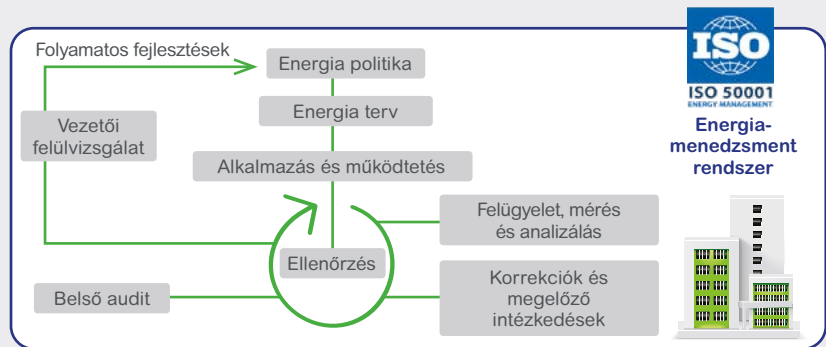 Folyamatos fejlesztések
Energia politika
Energia terv
Vezetői
felülvizsgálat
Alkalmazás és működtetés
Felügyelet, mérés
és analizálás
Ellenőrzés
Korrekciók és
megelőző
intézkedések
Belső audit
ISO
ISO 50001
ENERGY MANAGEMENT
Energia-
menedzsment
rendszer